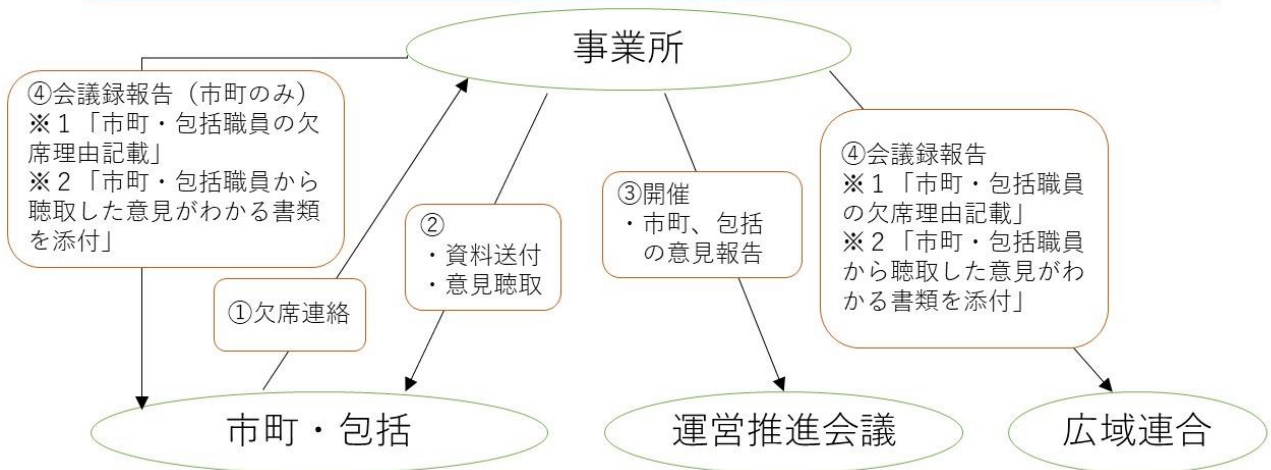 事業所
④会議録報告（市町のみ）
※１「市町・包括職員の欠
席理由記載」
※２「市町・包括職員から
聴取した意見がわかる書類
を添付」
①欠席連絡
②
・資料送付
・意見聴取
③開催
・市町、包括
の意見報告
④会議録報告
※１「市町・包括職員
の欠席理由記載」
※２「市町・包括職員
から聴取した意見がわ
かる書類を添付」
市町・包括
運営推進会議
広域連合